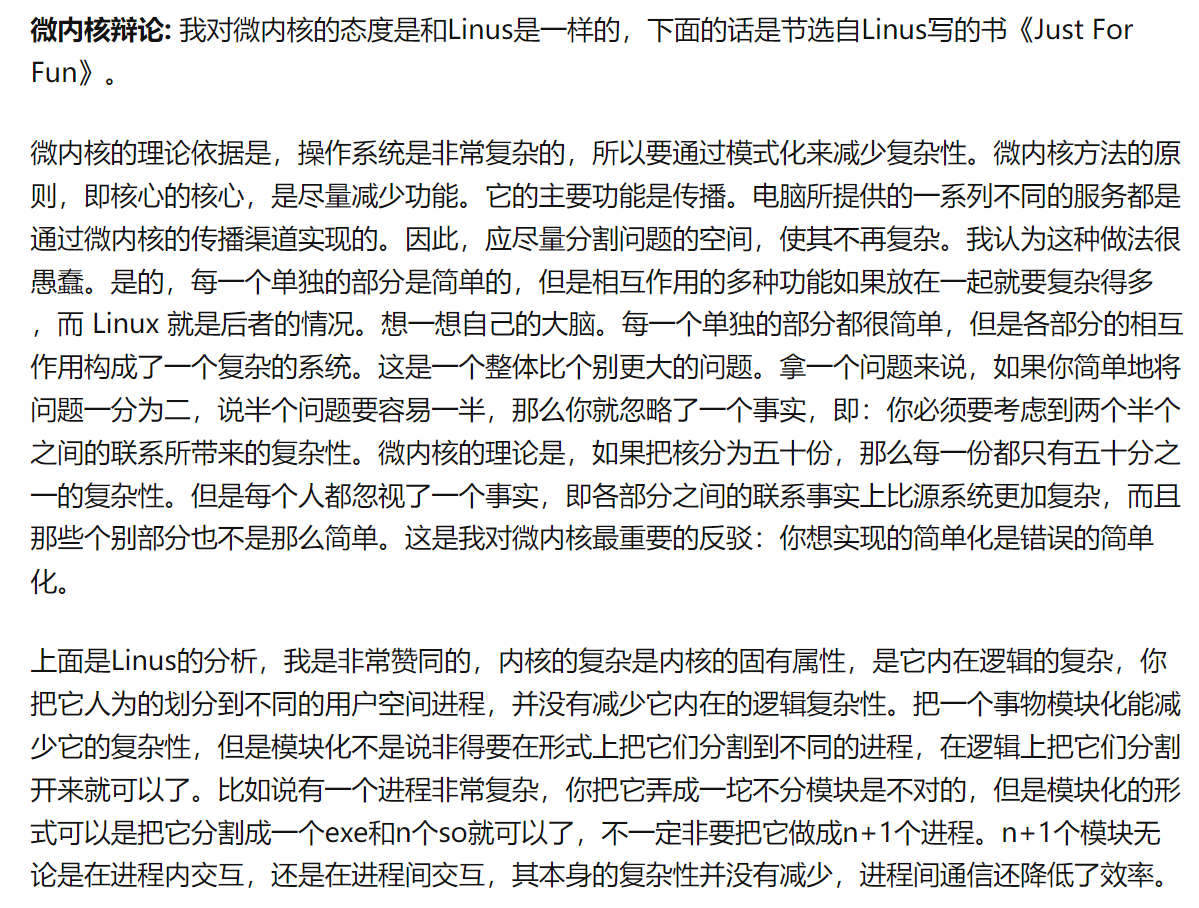 微内核辩论: 我对微内核的态度是和Linus是一样的，下面的话是节选自Linus写的书《Just For
Fun》。
微内核的理论依据是，操作系统是非常复杂的，所以要通过模式化来减少复杂性。微内核方法的原
则，即核心的核心，是尽量减少功能。它的主要功能是传播。电脑所提供的一系列不同的服务都是
通过微内核的传播渠道实现的。因此，应尽量分割问题的空间，使其不再复杂。我认为这种做法很
愚蠢。是的，每一个单独的部分是简单的，但是相互作用的多种功能如果放在一起就要复杂得多
，而 Linux 就是后者的情况。想一想自己的大脑。每一个单独的部分都很简单，但是各部分的相互
作用构成了一个复杂的系统。这是一个整体比个别更大的问题。拿一个问题来说，如果你简单地将
问题一分为二，说半个问题要容易一半，那么你就忽略了一个事实，即：你必须要考虑到两个半个
之间的联系所带来的复杂性。微内核的理论是，如果把核分为五十份，那么每一份都只有五十分之
一的复杂性。但是每个人都忽视了一个事实，即各部分之间的联系事实上比源系统更加复杂，而且
那些个别部分也不是那么简单。这是我对微内核最重要的反驳：你想实现的简单化是错误的简单
化。
上面是Linus的分析，我是非常赞同的，内核的复杂是内核的固有属性，是它内在逻辑的复杂，你
把它人为的划分到不同的用户空间进程，并没有减少它内在的逻辑复杂性。把一个事物模块化能减
少它的复杂性，但是模块化不是说非得要在形式上把它们分割到不同的进程，在逻辑上把它们分割
开来就可以了。比如说有一个进程非常复杂，你把它弄成一坨不分模块是不对的，但是模块化的形
式可以是把它分割成一个exe和n个so就可以了，不一定非要把它做成n+1个进程。n+1个模块无
论是在进程内交互，还是在进程间交互，其本身的复杂性并没有减少，进程间通信还降低了效率。